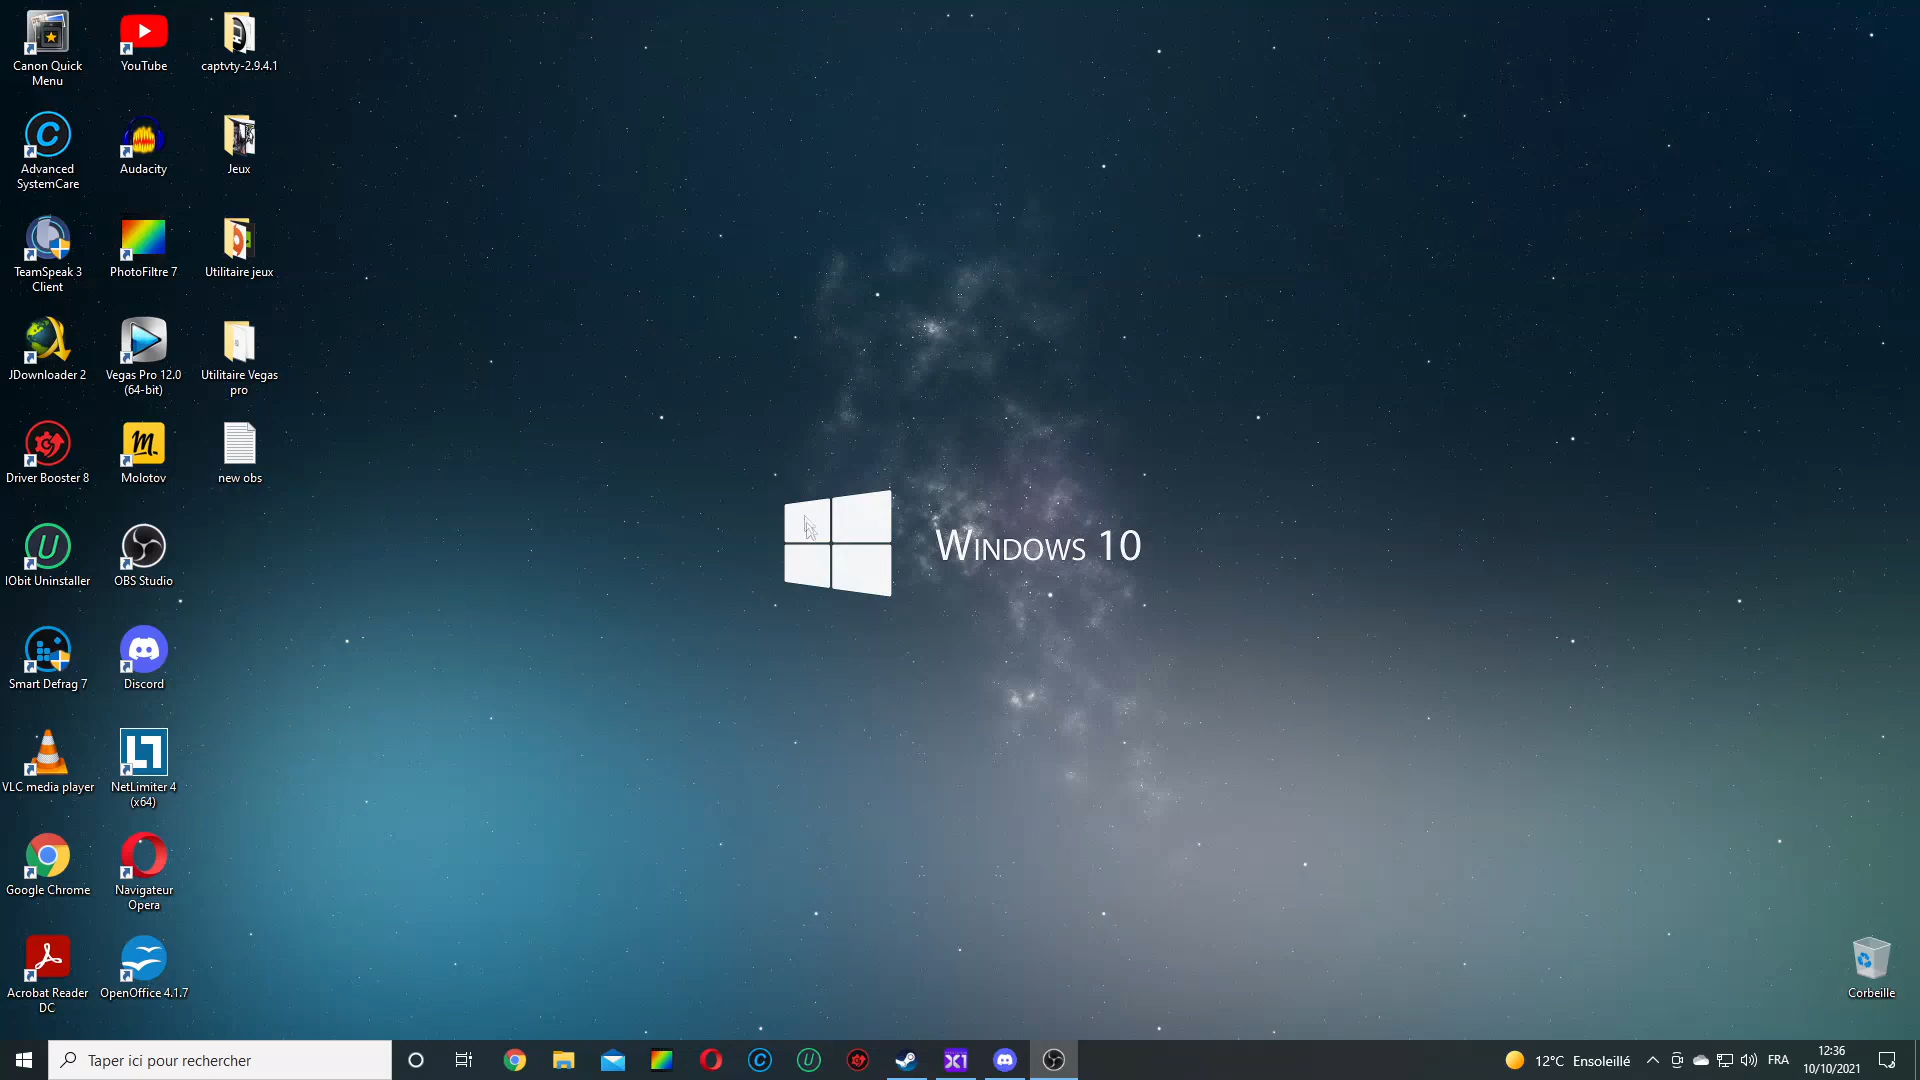 Canon Quick
Menu
YouTube
captvty-2.9.4.1
Advanced
SystemCare
Audacity
Jeux
TeamSpeak 3
Client
PhotoFiltre 7
Utilitaire jeux
JDownloader 2
Vegas Pro 12.0
(64-bit)
Utilitaire Vegas
pro
Driver Booster 8
Molotov
new obs
IObit Uninstaller
OBS Studio
Windows 10
Smart Defrag 7
Discord
VLC media player
NetLimiter 4
(x64)
Google Chrome
Navigateur
Opera
Acrobat Reader
DC
OpenOffice 4.1.7
Corbeille
Taper ici pour rechercher
12°C Ensoleillé
FRA
12:36
10/10/2021